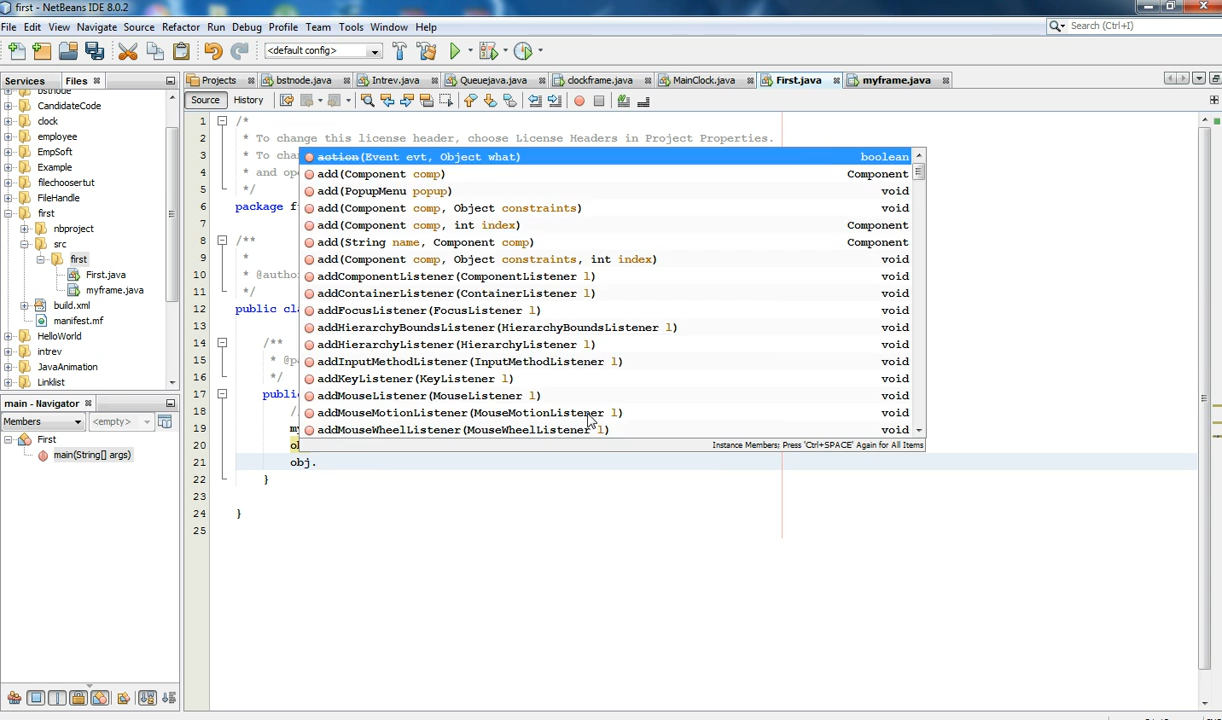 first - NetBeans IDE 8.0.2
File Edit View Navigate Source Refactor Run Debug Profile Team Tools Window Help
Search (Ctrl+I)
<default config>
Services Files
Projects bstnode.java Intrev.java Queuejava.java clockframe.java MainClock.java First.java myframe.java
Source History
bstnode
CandidateCode
clock
employee
EmpSoft
Example
filechoosertut
FileHandle
first
nbproject
src
first
First.java
myframe.java
build.xml
manifest.mf
HelloWorld
intrev
JavaAnimation
Linklist
main - Navigator
Members <empty>
First
main(String[] args)
1 /*
2 * To change this license header, choose License Headers in Project Properties.
3 * To cha
4 * and op
5 */
6 package f
7
8 /**
9 *
10 * @autho
11 */
12 public cla
13
14 /**
15 * @p
16 */
17 publi
18 /
19 my
20 ob
21 obj.
22 }
23
24 }
25
action(Event evt, Object what) boolean
add(Component comp) Component
add(PopupMenu popup) void
add(Component comp, Object constraints) void
add(Component comp, int index) Component
add(String name, Component comp) Component
add(Component comp, Object constraints, int index) void
addComponentListener(ComponentListener l) void
addContainerListener(ContainerListener l) void
addFocusListener(FocusListener l) void
addHierarchyBoundsListener(HierarchyBoundsListener l) void
addHierarchyListener(HierarchyListener l) void
addInputMethodListener(InputMethodListener l) void
addKeyListener(KeyListener l) void
addMouseListener(MouseListener l) void
addMouseMotionListener(MouseMotionListener l) void
addMouseWheelListener(MouseWheelListener l) void
Instance Members; Press 'Ctrl+SPACE' Again for All Items